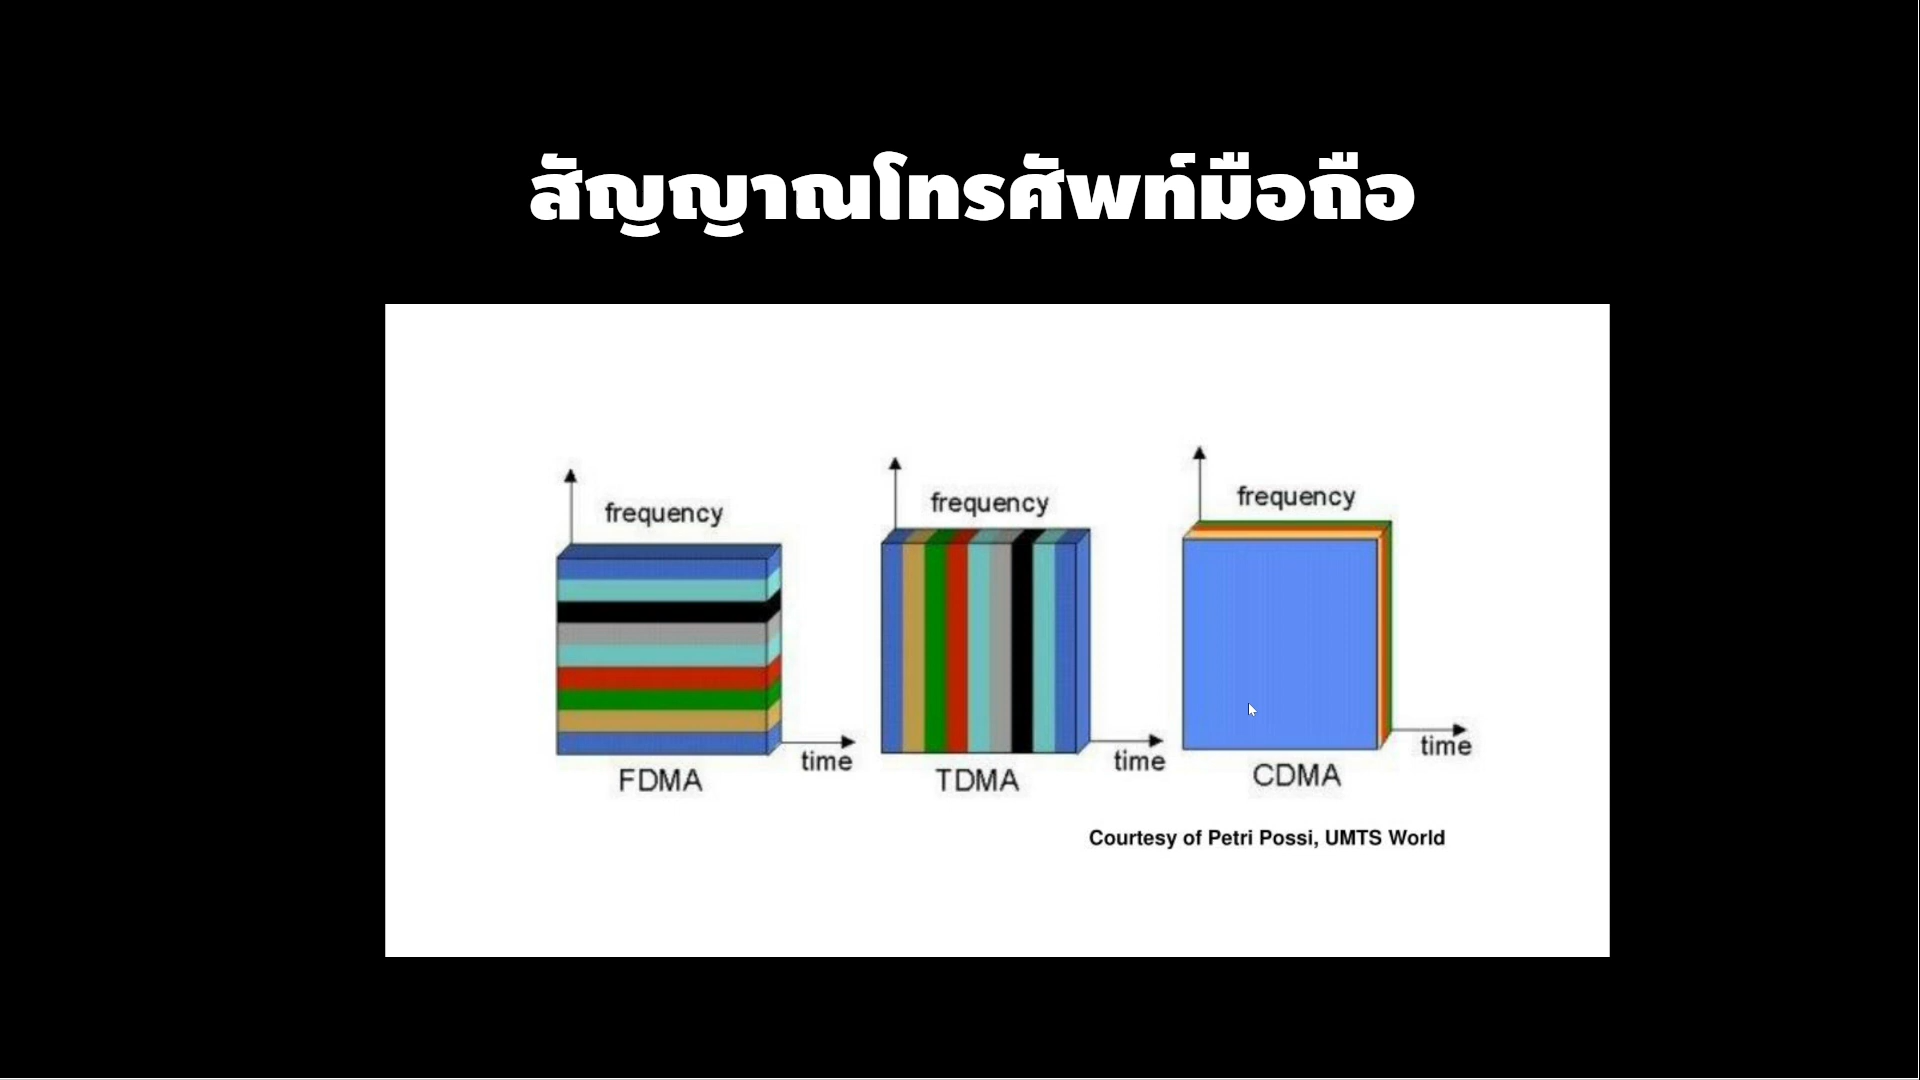 สัญญาณโทรศัพท์มือถือ
frequency
time
FDMA
frequency
time
TDMA
frequency
time
CDMA
Courtesy of Petri Possi, UMTS World